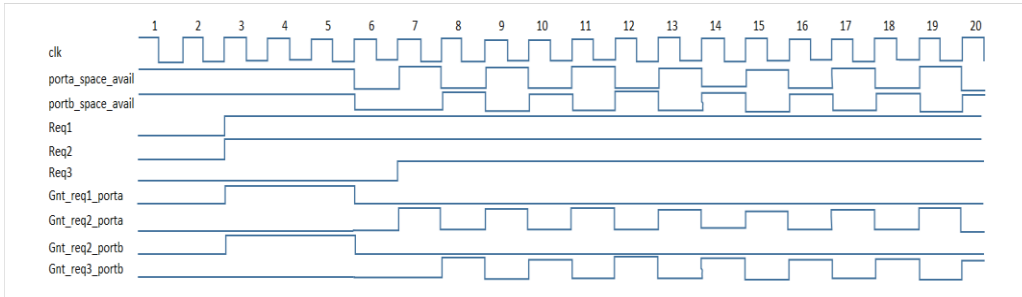 1 2 3 4 5 6 7 8 9 10 11 12 13 14 15 16 17 18 19 20
clk
porta_space_avail
portb_space_avail
Req1
Req2
Req3
Gnt_req1_porta
Gnt_req2_porta
Gnt_req2_portb
Gnt_req3_portb